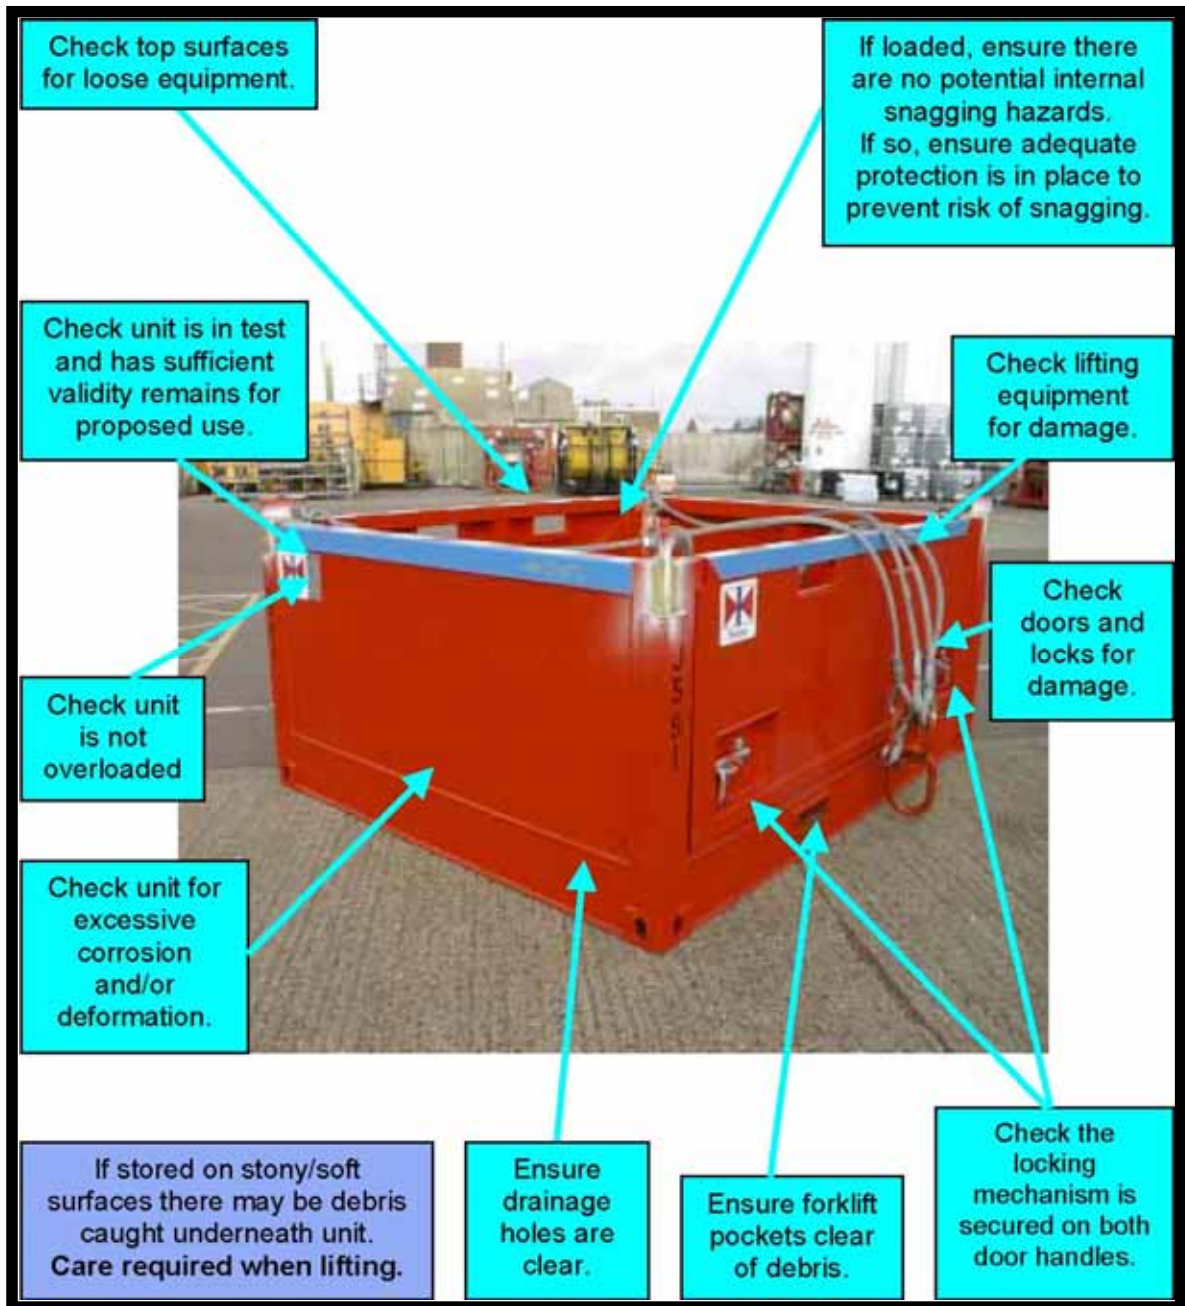 Check top surfaces
for loose equipment.
If loaded, ensure there
are no potential internal
snagging hazards.
If so, ensure adequate
protection is in place to
prevent risk of snagging.
Check unit is in test
and has sufficient
validity remains for
proposed use.
Check lifting
equipment
for damage.
Check
doors and
locks for
damage.
Check unit
is not
overloaded
Check unit for
excessive
corrosion
and/or
deformation.
If stored on stony/soft
surfaces there may be debris
caught underneath unit.
Care required when lifting.
Ensure
drainage
holes are
clear.
Ensure forklift
pockets clear
of debris.
Check the
locking
mechanism is
secured on both
door handles.